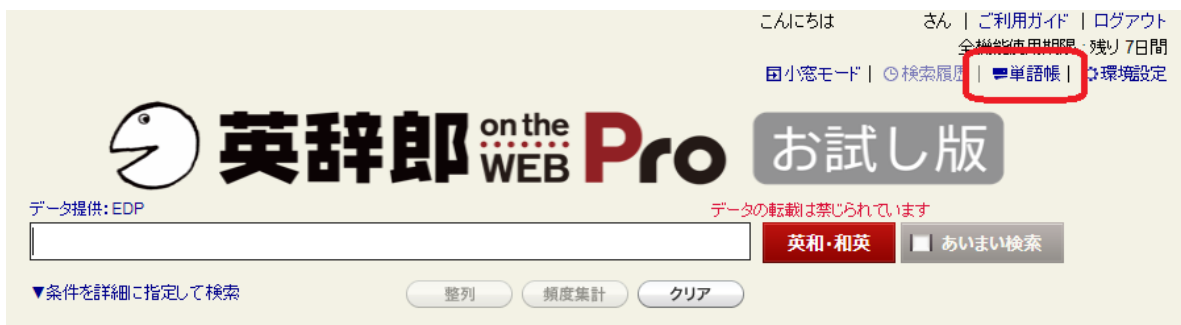 こんにちは さん | ご利用ガイド | ログアウト
全機能使用期限:残り 7日間
小窓モード | 検索履歴 | 単語帳 | 環境設定
英辞郎 on the WEB Pro お試し版
データ提供:EDP データの転載は禁じられています
英和・和英 あいまい検索
▼条件を詳細に指定して検索 整列 頻度集計 クリア